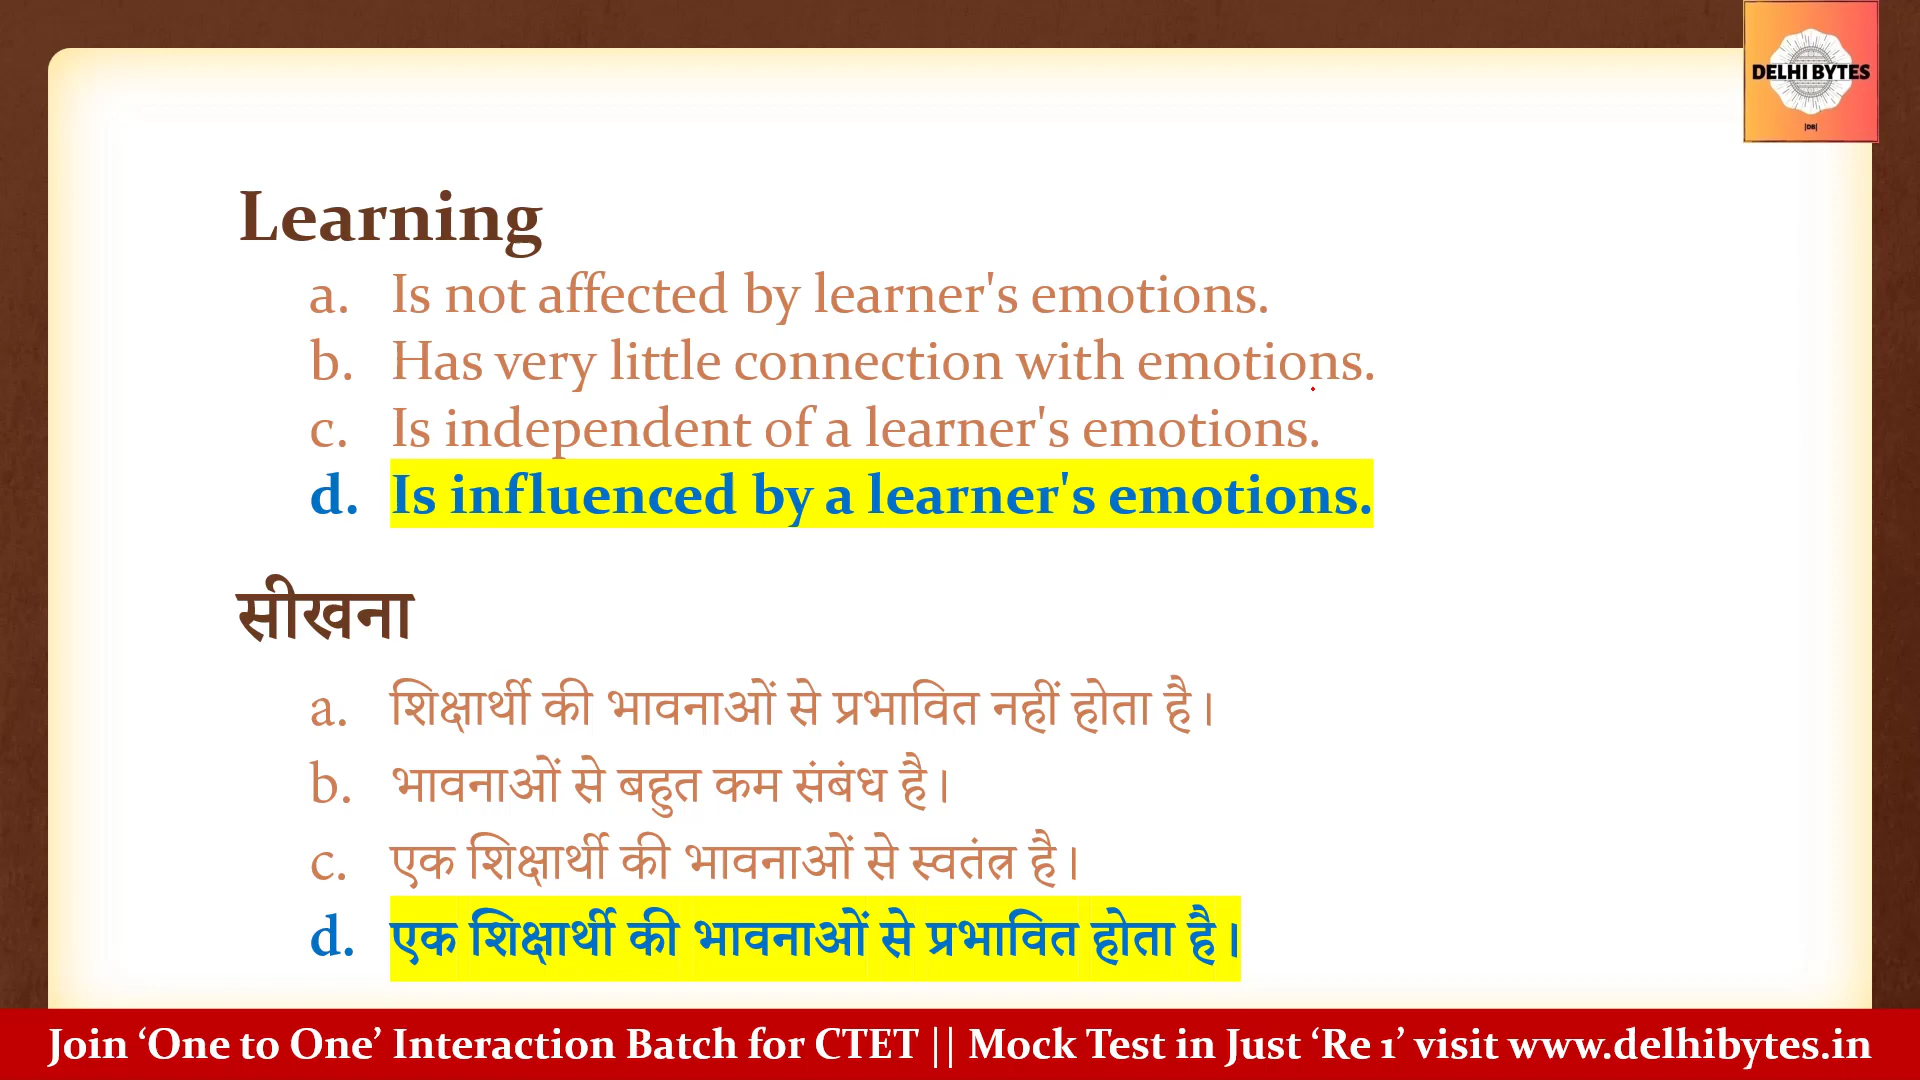 DELHI BYTES
|DB|
Learning
a. Is not affected by learner's emotions.
b. Has very little connection with emotions.
c. Is independent of a learner's emotions.
d. Is influenced by a learner's emotions.
सीखना
a. शिक्षार्थी की भावनाओं से प्रभावित नहीं होता है।
b. भावनाओं से बहुत कम संबंध है।
c. एक शिक्षार्थी की भावनाओं से स्वतंत्र है।
d. एक शिक्षार्थी की भावनाओं से प्रभावित होता है।
Join ‘One to One’ Interaction Batch for CTET || Mock Test in Just ‘Re 1’ visit www.delhibytes.in